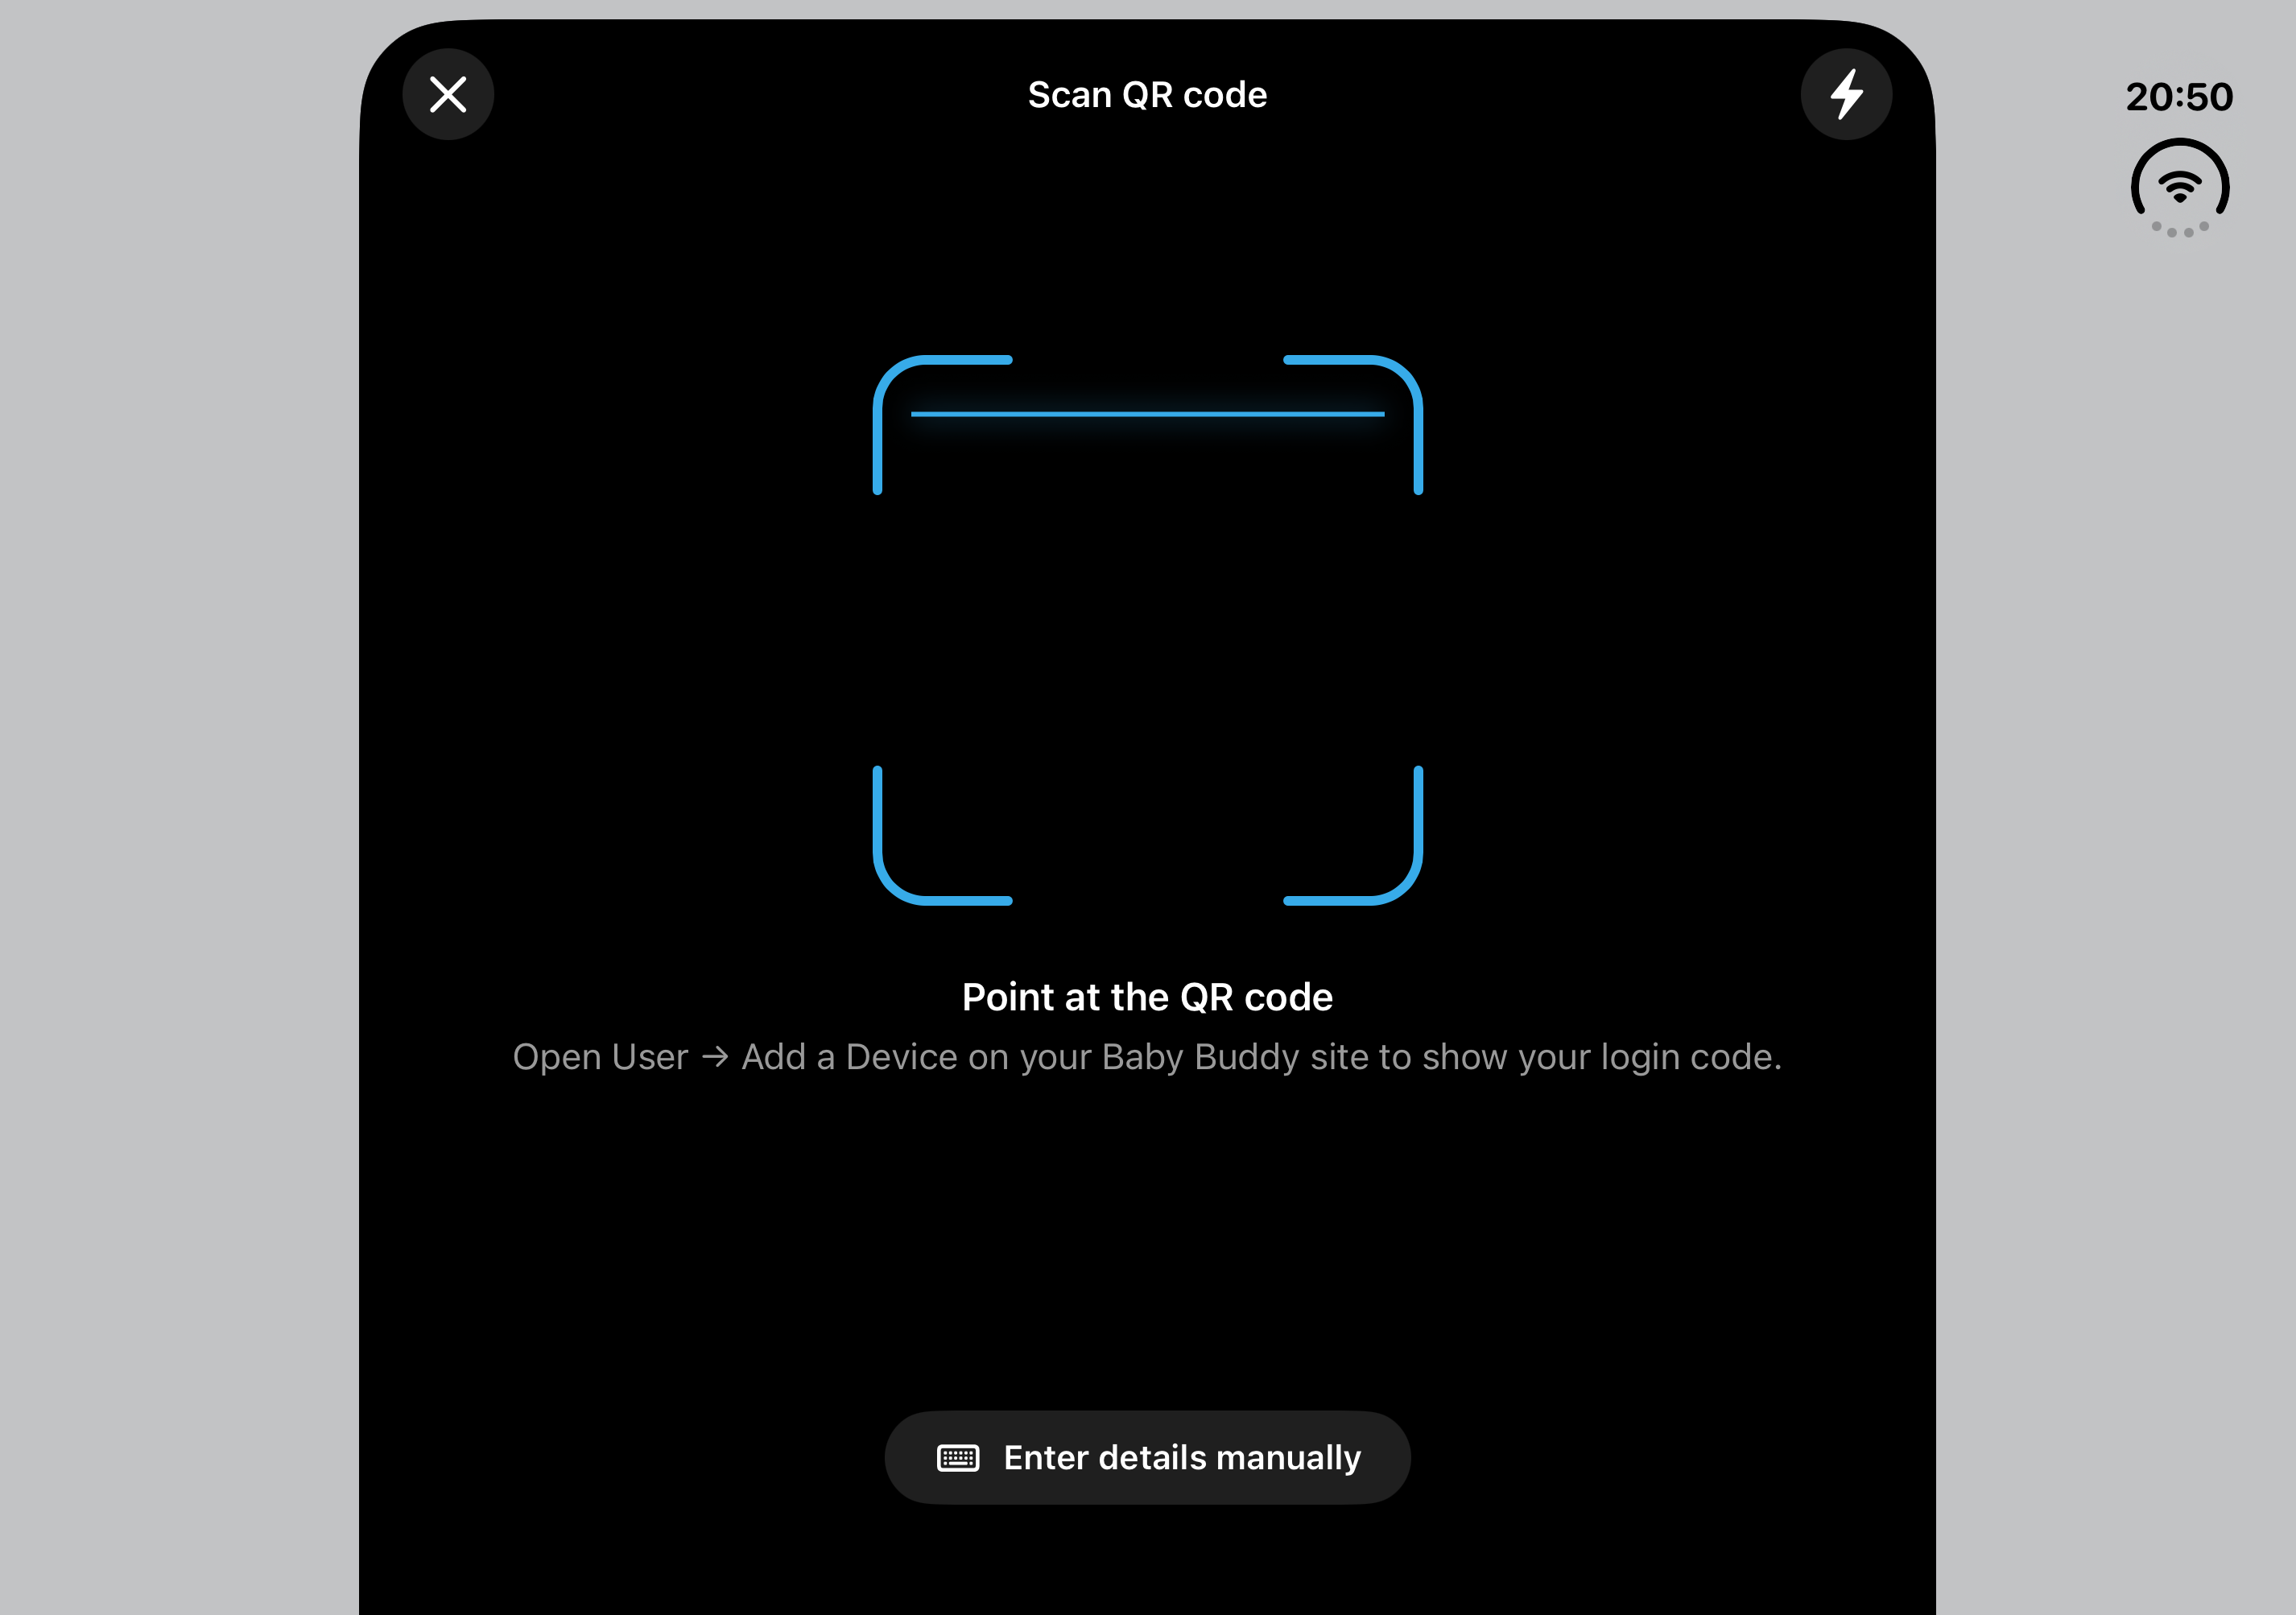 Scan QR code
20:50
Point at the QR code
Open User → Add a Device on your Baby Buddy site to show your login code.
Enter details manually